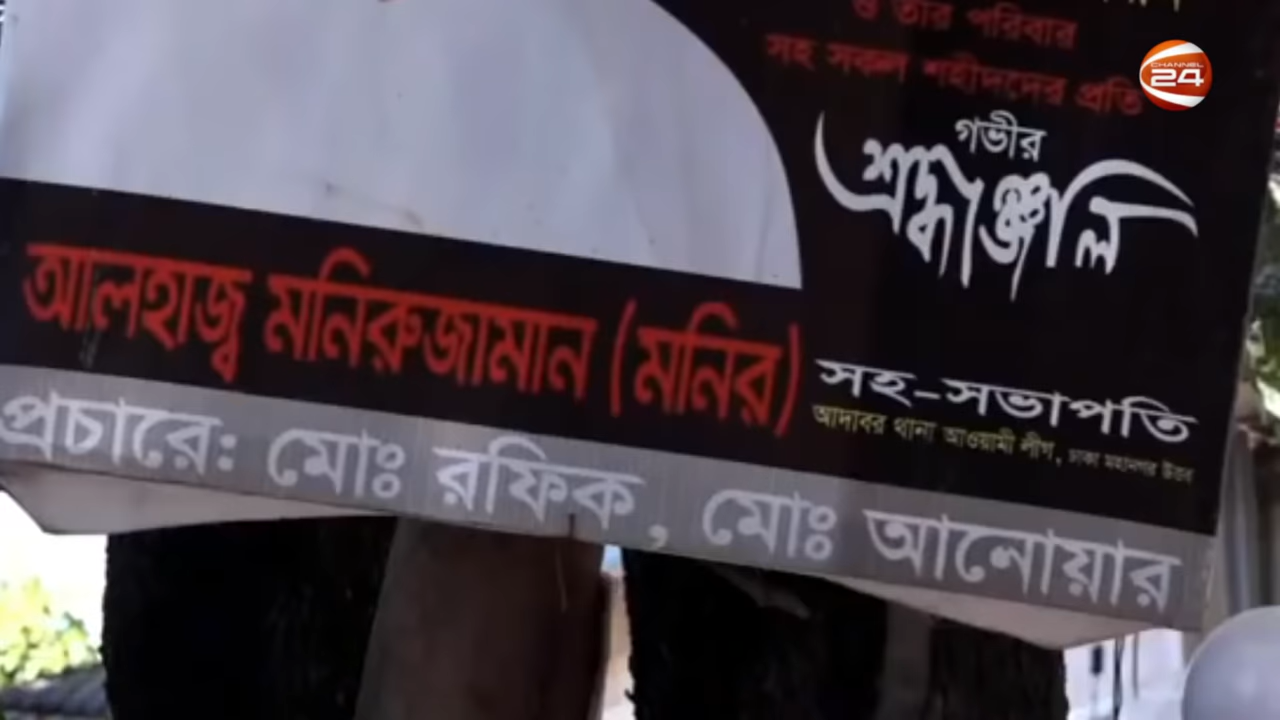 ও তার পরিবার
সহ সকল শহীদদের প্রতি
CHANNEL
24
গভীর
শ্রদ্ধাঞ্জলি
আলহাজ্ব মনিরুজামান (মনির)
সহ-সভাপতি
আদাবর থানা আওয়ামী লীগ, ঢাকা মহানগর উত্তর
প্রচারে: মোঃ রফিক, মোঃ আনোয়ার